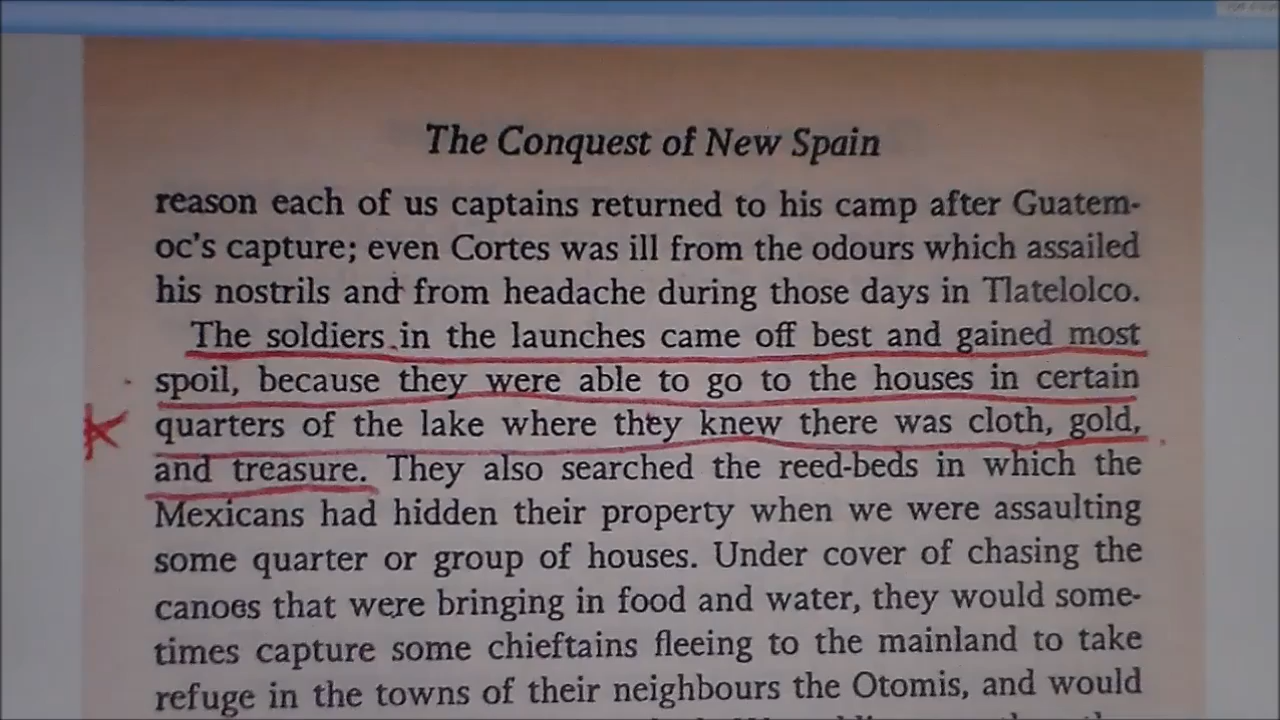 The Conquest of New Spain
reason each of us captains returned to his camp after Guatem-
oc's capture; even Cortes was ill from the odours which assailed
his nostrils and from headache during those days in Tlatelolco.
The soldiers in the launches came off best and gained most
spoil, because they were able to go to the houses in certain
quarters of the lake where they knew there was cloth, gold,
and treasure. They also searched the reed-beds in which the
Mexicans had hidden their property when we were assaulting
some quarter or group of houses. Under cover of chasing the
canoes that were bringing in food and water, they would some-
times capture some chieftains fleeing to the mainland to take
refuge in the towns of their neighbours the Otomis, and would